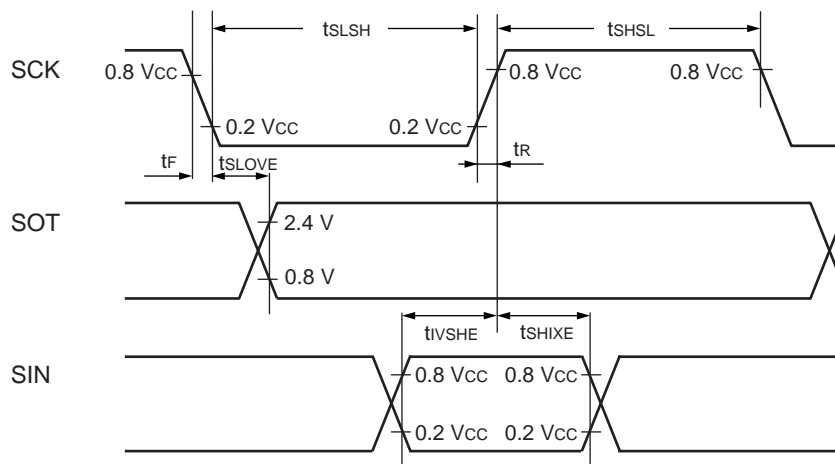 tSLSH tSHSL
SCK 0.8 VCC 0.8 VCC 0.8 VCC
0.2 VCC 0.2 VCC
tF tSLOVE tR
SOT 2.4 V
0.8 V
tIVSHE tSHIXE
SIN 0.8 VCC 0.8 VCC
0.2 VCC 0.2 VCC